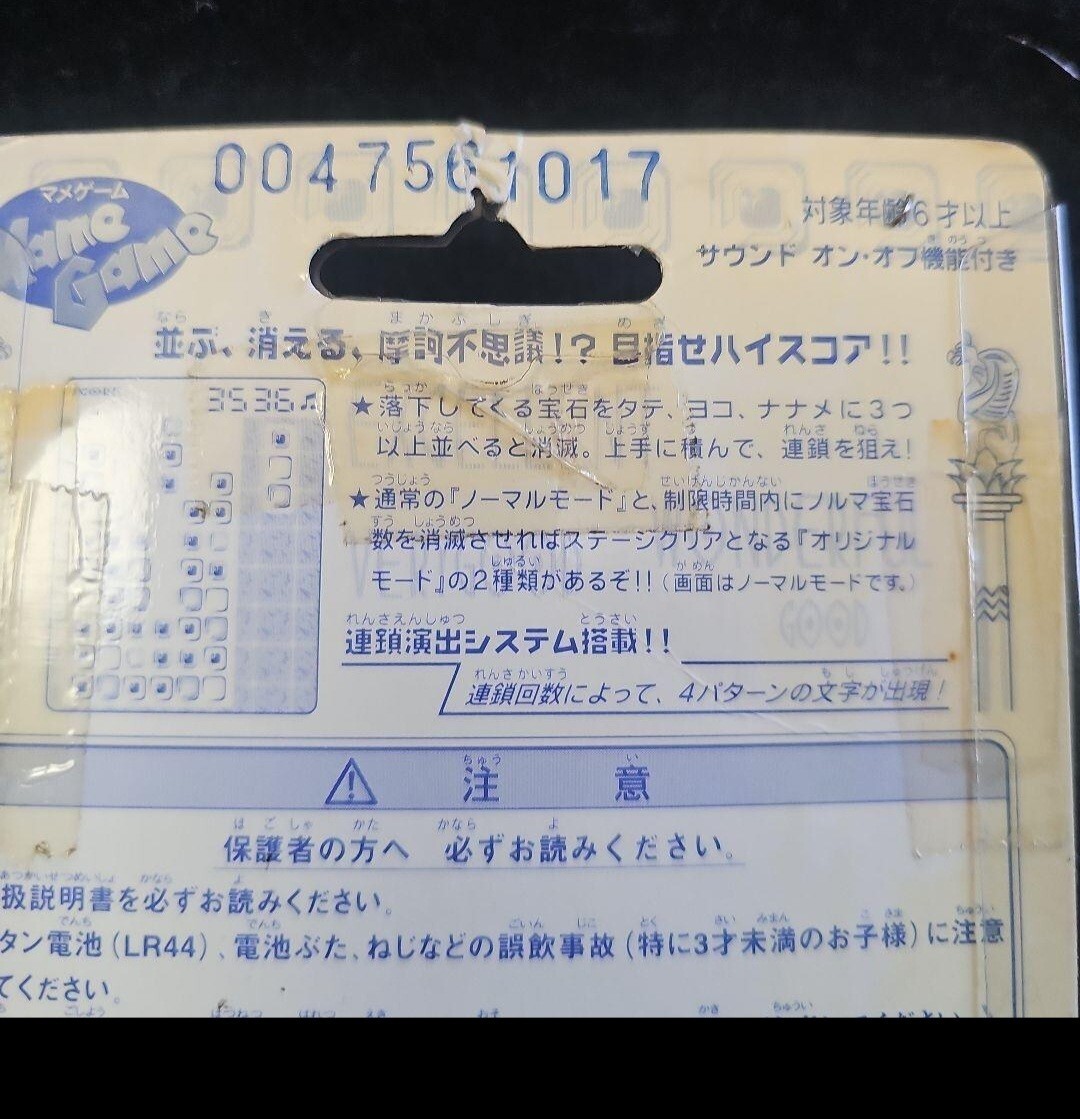 0047561017
マメゲーム
Mame Game
対象年齢6才以上
サウンド オン・オフ機能付き
並ぶ、消える、摩訶不思議!? 目指せハイスコア!!
3536
★落下してくる宝石をタテ、ヨコ、ナナメに3つ
以上並べると消滅。上手に積んで、連鎖を狙え!
★通常の『ノーマルモード』と、制限時間内にノルマ宝石
数を消滅させればステージクリアとなる『オリジナル
モード』の2種類があるぞ!!(画面はノーマルモードです。)
連鎖演出システム搭載!!
連鎖回数によって、4パターンの文字が出現!
注意
保護者の方へ 必ずお読みください。
扱説明書を必ずお読みください。
タン電池(LR44)、電池ぶた、ねじなどの誤飲事故(特に3才未満のお子様)に注意
てください。